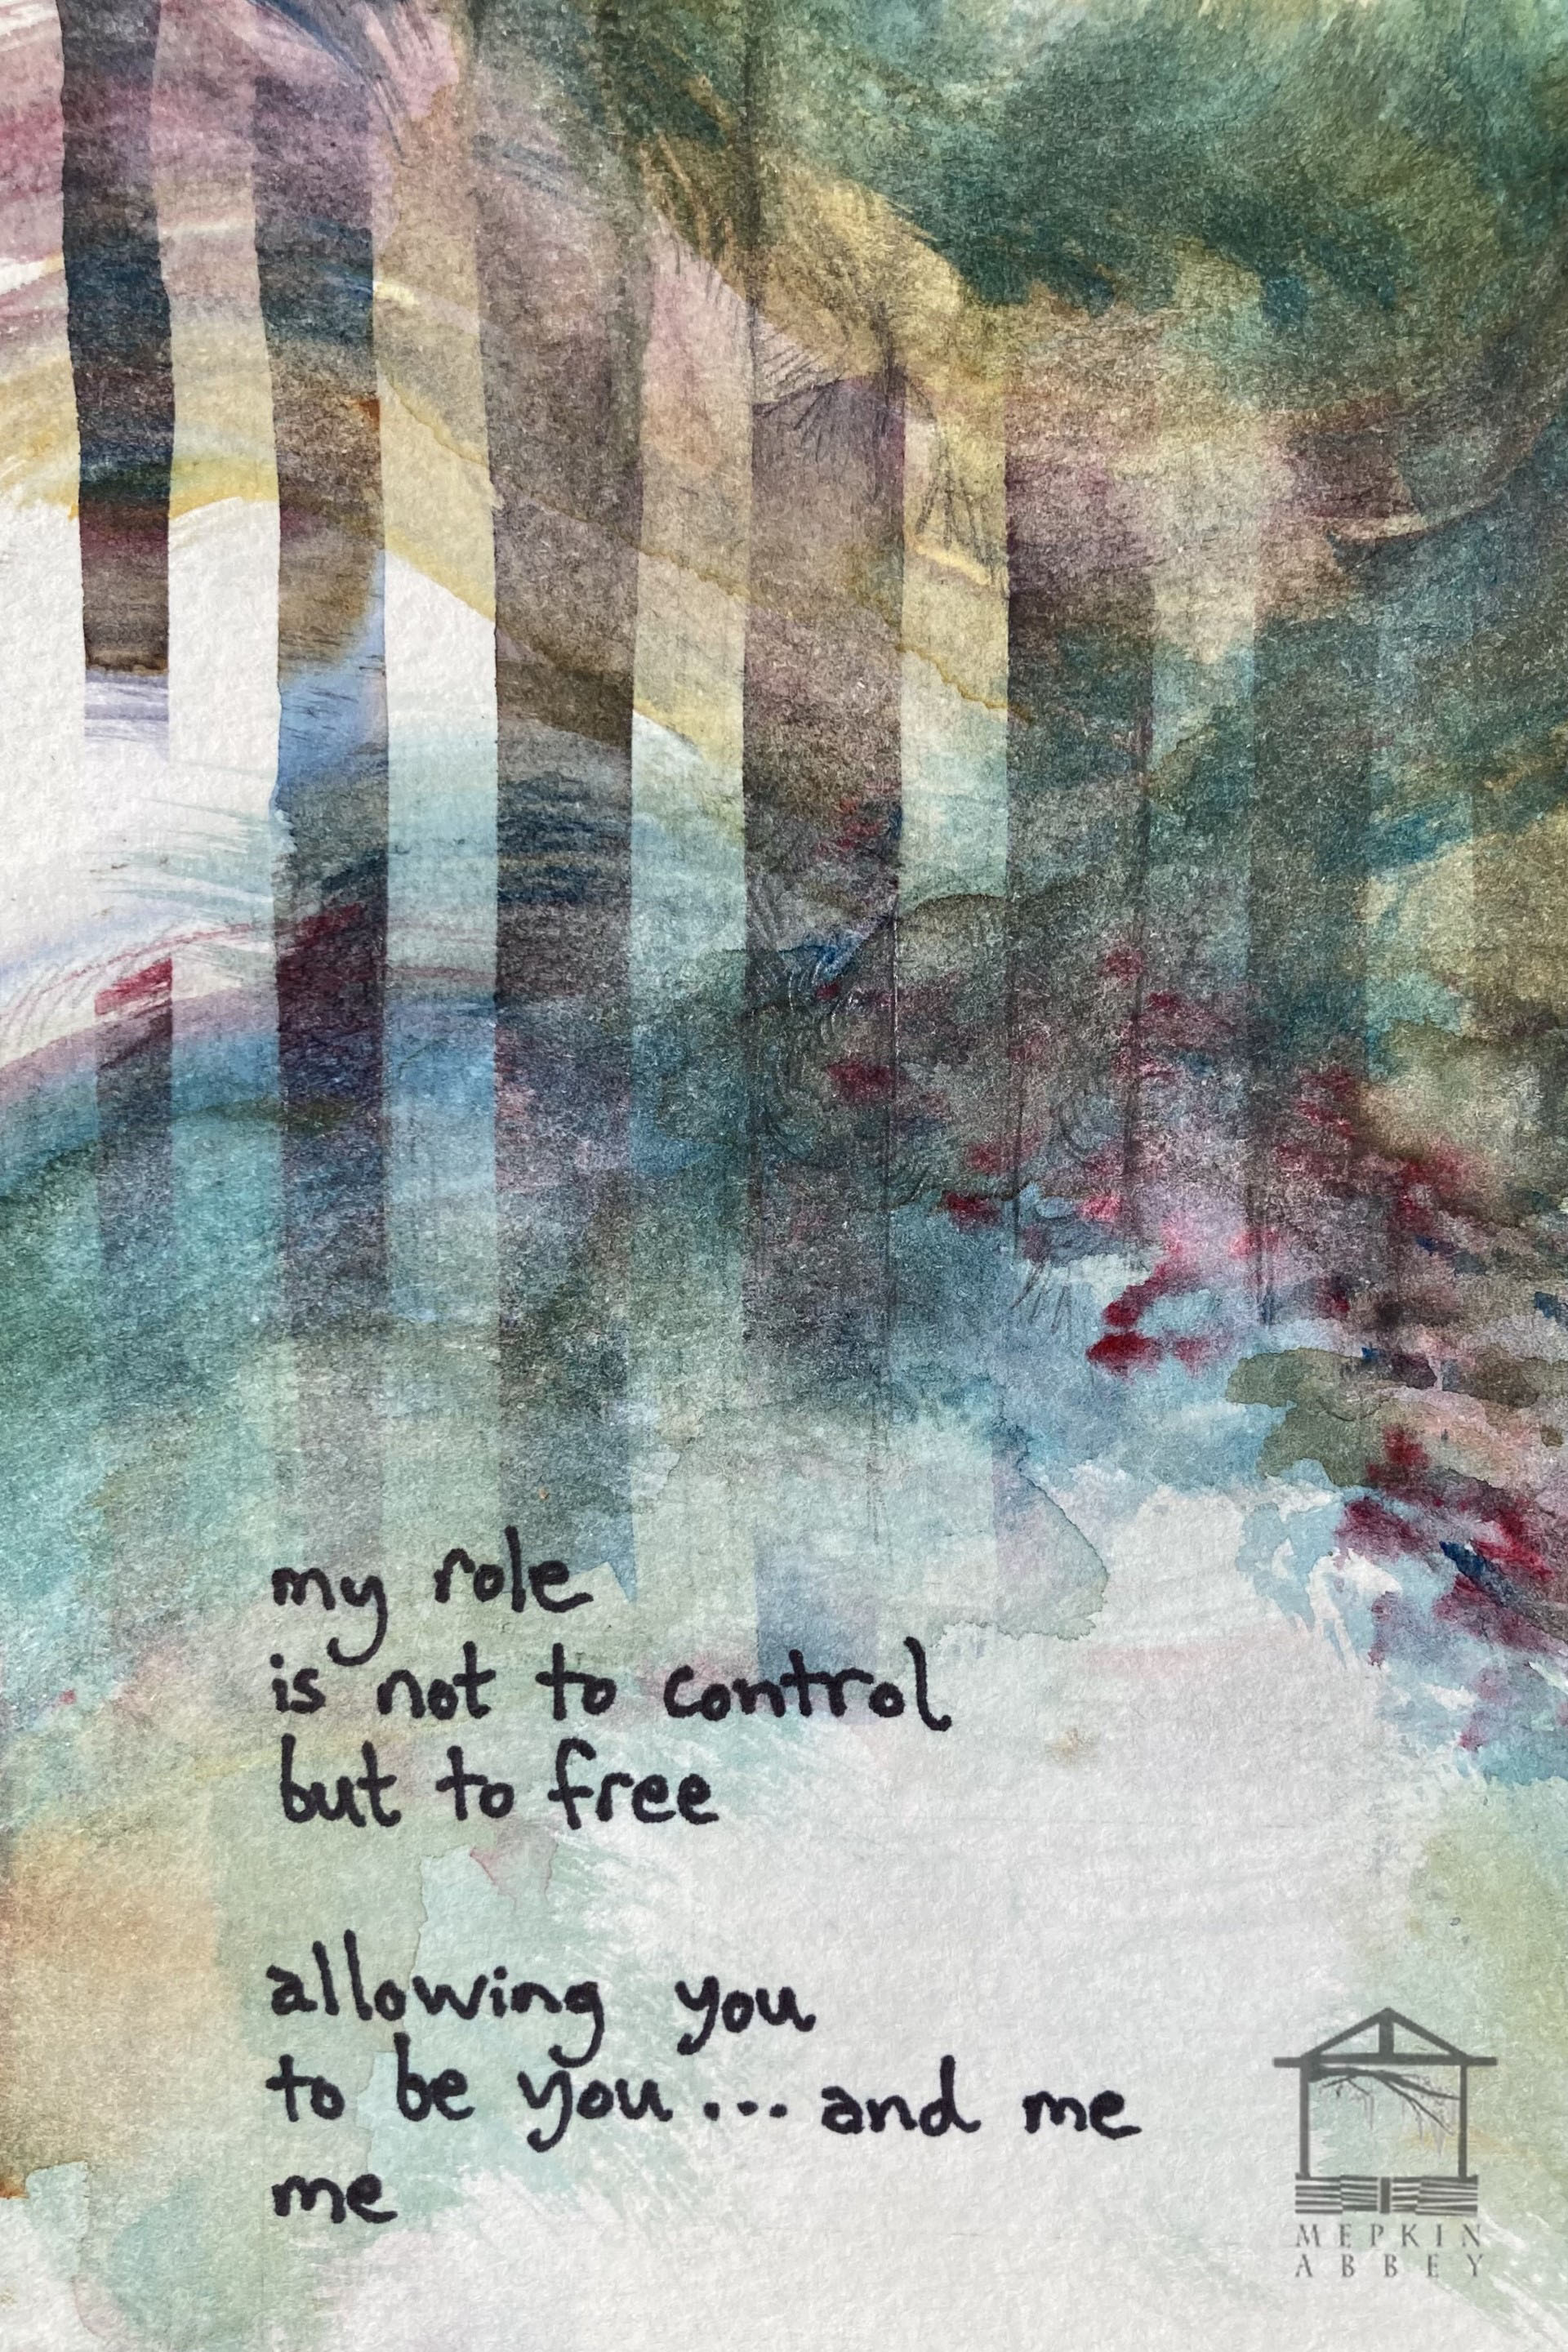 my role
is not to control
but to free
allowing you
to be you... and me
me
MEPKIN
ABBEY